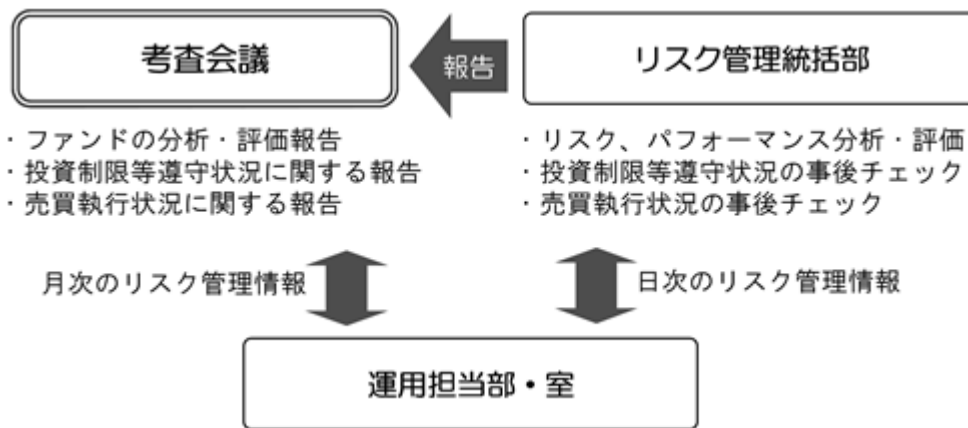 考査会議
報告
リスク管理統括部
・ファンドの分析・評価報告
・投資制限等遵守状況に関する報告
・売買執行状況に関する報告
・リスク、パフォーマンス分析・評価
・投資制限等遵守状況の事後チェック
・売買執行状況の事後チェック
月次のリスク管理情報
日次のリスク管理情報
運用担当部・室